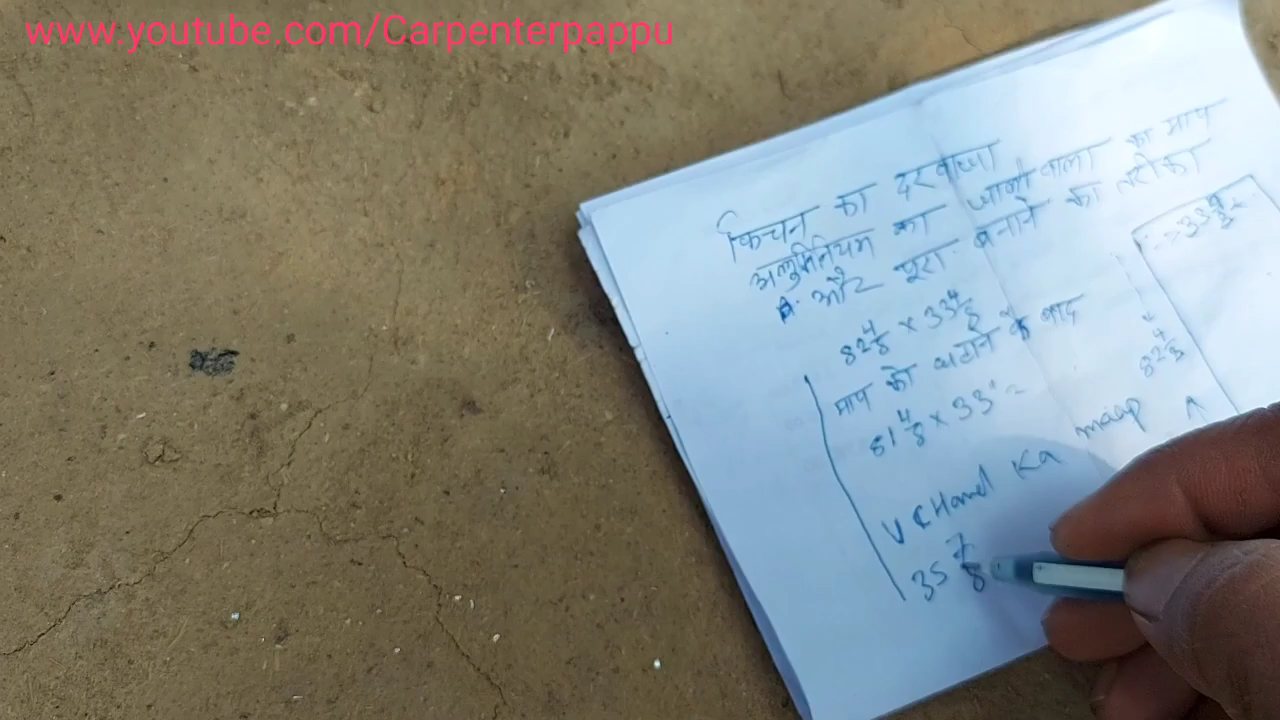 www.youtube.com/Carpenterpappu
किचन का दरवाजा
अलुमिनियम का जाली वाला का माप
और पूरा बनाने का तरीका
82 4/8 x 33 4/8
माप को घटाने के बाद
81 4/8 x 33" =
V CHannel Ka maap
35 7/8
33 4/8
82 4/8